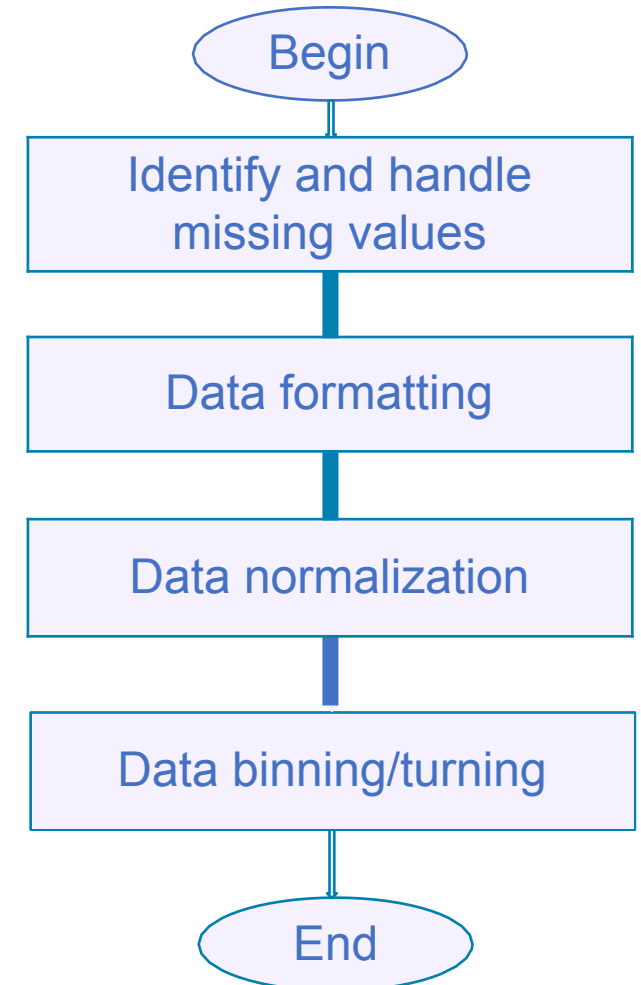 Begin
Identify and handle
missing values
Data formatting
Data normalization
Data binning/turning
End